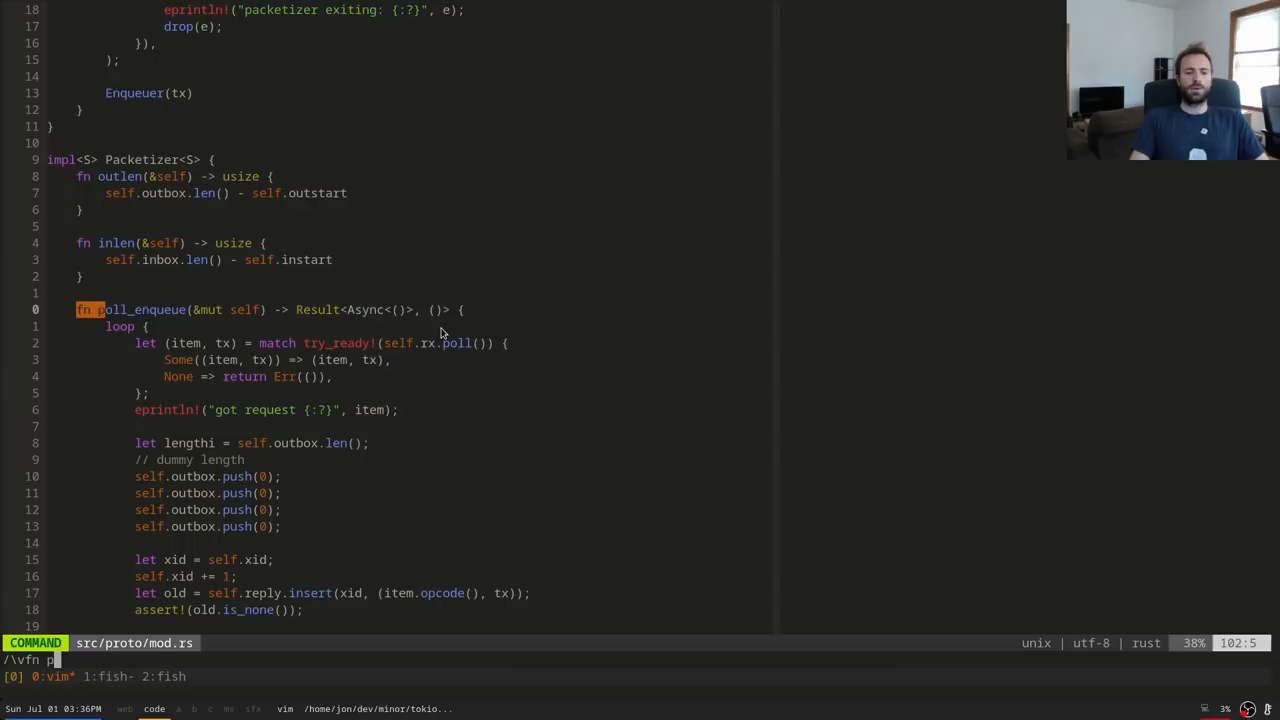 18                 eprintln!("packetizer exiting: {:?}", e);
17                 drop(e);
16             }),
15         );
14
13         Enqueuer(tx)
12     }
11 }
10
9 impl<S> Packetizer<S> {
8     fn outlen(&self) -> usize {
7         self.outbox.len() - self.outstart
6     }
5
4     fn inlen(&self) -> usize {
3         self.inbox.len() - self.instart
2     }
1
0     fn poll_enqueue(&mut self) -> Result<Async<()>, ()> {
1         loop {
2             let (item, tx) = match try_ready!(self.rx.poll()) {
3                 Some((item, tx)) => (item, tx),
4                 None => return Err(()),
5             };
6             eprintln!("got request {:?}", item);
7
8             let lengthi = self.outbox.len();
9             // dummy length
10             self.outbox.push(0);
11             self.outbox.push(0);
12             self.outbox.push(0);
13             self.outbox.push(0);
14
15             let xid = self.xid;
16             self.xid += 1;
17             let old = self.reply.insert(xid, (item.opcode(), tx));
18             assert!(old.is_none());
19
COMMAND src/proto/mod.rs unix | utf-8 | rust 38% 102:5
/\vfn p
[0] 0:vim* 1:fish- 2:fish
Sun Jul 01 03:36PM web code a b c mx sfx vim /home/jon/dev/minor/tokio... 3%